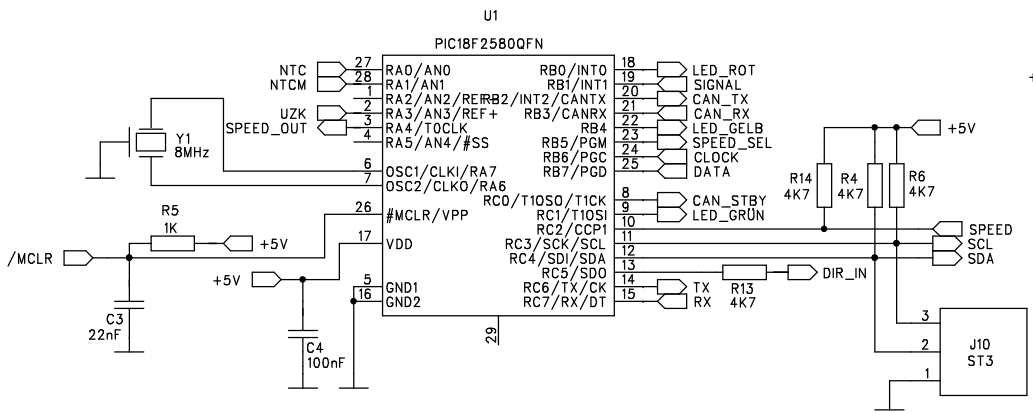 U1
PIC18F2580QFN
NTC 27 RA0/AN0
NTCM 28 RA1/AN1
1 RA2/AN2/REF-
UZK 2 RA3/AN3/REF+
SPEED_OUT 3 RA4/T0CLK
4 RA5/AN4/#SS
6 OSC1/CLKI/RA7
7 OSC2/CLKO/RA6
26 #MCLR/VPP
17 VDD
5 GND1
16 GND2
29
RB0/INT0 18 LED_ROT
RB1/INT1 19 SIGNAL
RB2/INT2/CANTX 20 CAN_TX
RB3/CANRX 21 CAN_RX
RB4 22 LED_GELB
RB5/PGM 23 SPEED_SEL
RB6/PGC 24 CLOCK
RB7/PGD 25 DATA
RC0/T1OSO/T1CK 8 CAN_STBY
RC1/T1OSI 9 LED_GRÜN
RC2/CCP1 10 SPEED
RC3/SCK/SCL 11 SCL
RC4/SDI/SDA 12 SDA
RC5/SDO 13 DIR_IN
RC6/TX/CK 14 TX
RC7/RX/DT 15 RX
Y1
8MHz
R5
1K
+5V
/MCLR
+5V
C3
22nF
C4
100nF
+5V
R14
4K7
R4
4K7
R6
4K7
R13
4K7
3
2
1
J10
ST3
+